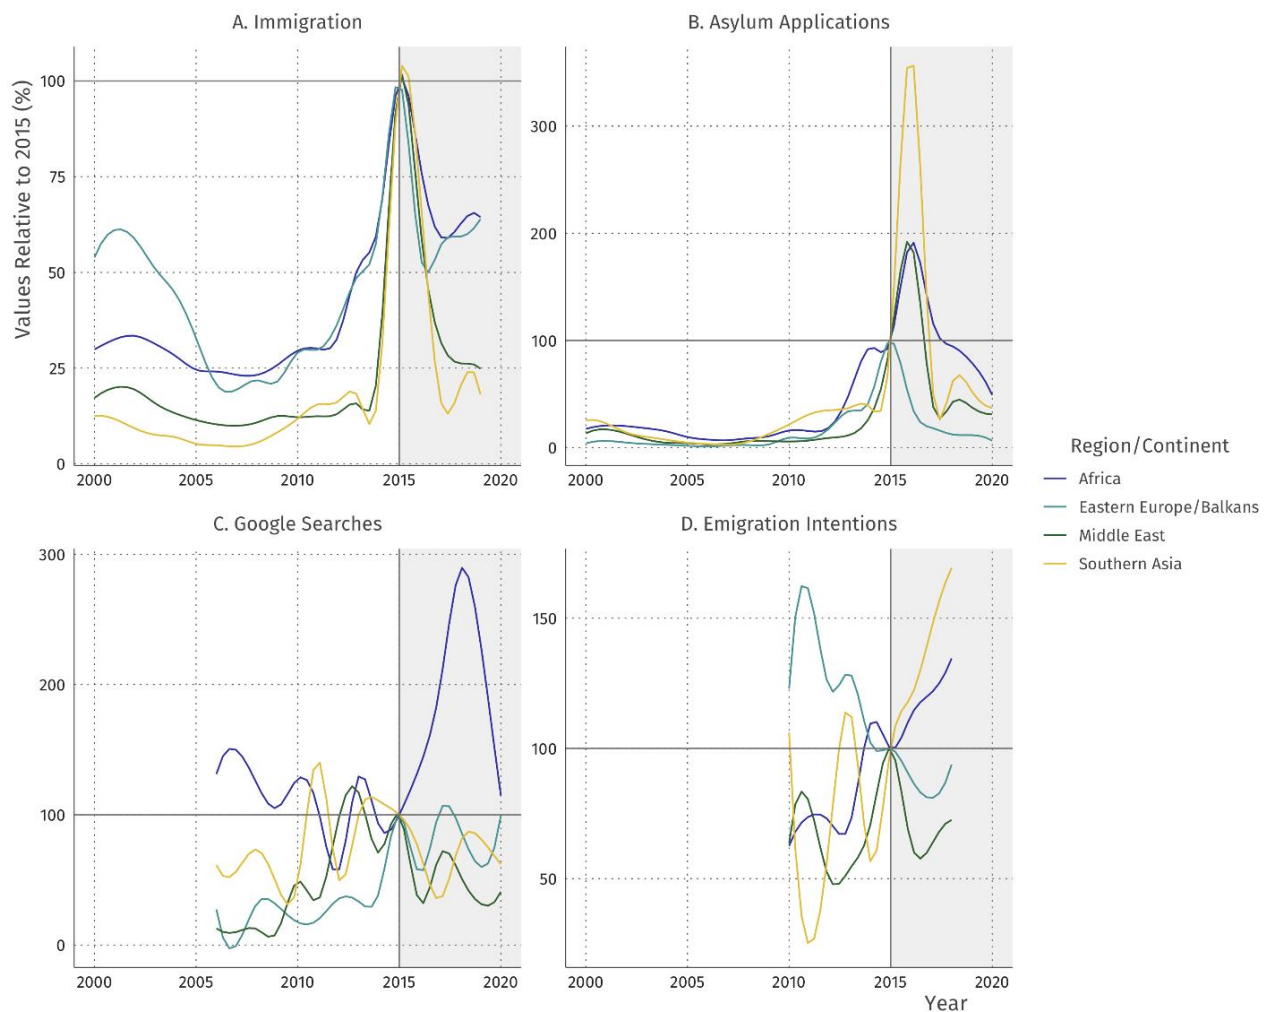 A. Immigration
B. Asylum Applications
Values Relative to 2015 (%)
100
75
50
25
0
2000 2005 2010 2015 2020
300
200
100
0
2000 2005 2010 2015 2020
C. Google Searches
D. Emigration Intentions
300
200
100
0
2000 2005 2010 2015 2020
150
100
50
2000 2005 2010 2015 2020
Year
Region/Continent
Africa
Eastern Europe/Balkans
Middle East
Southern Asia